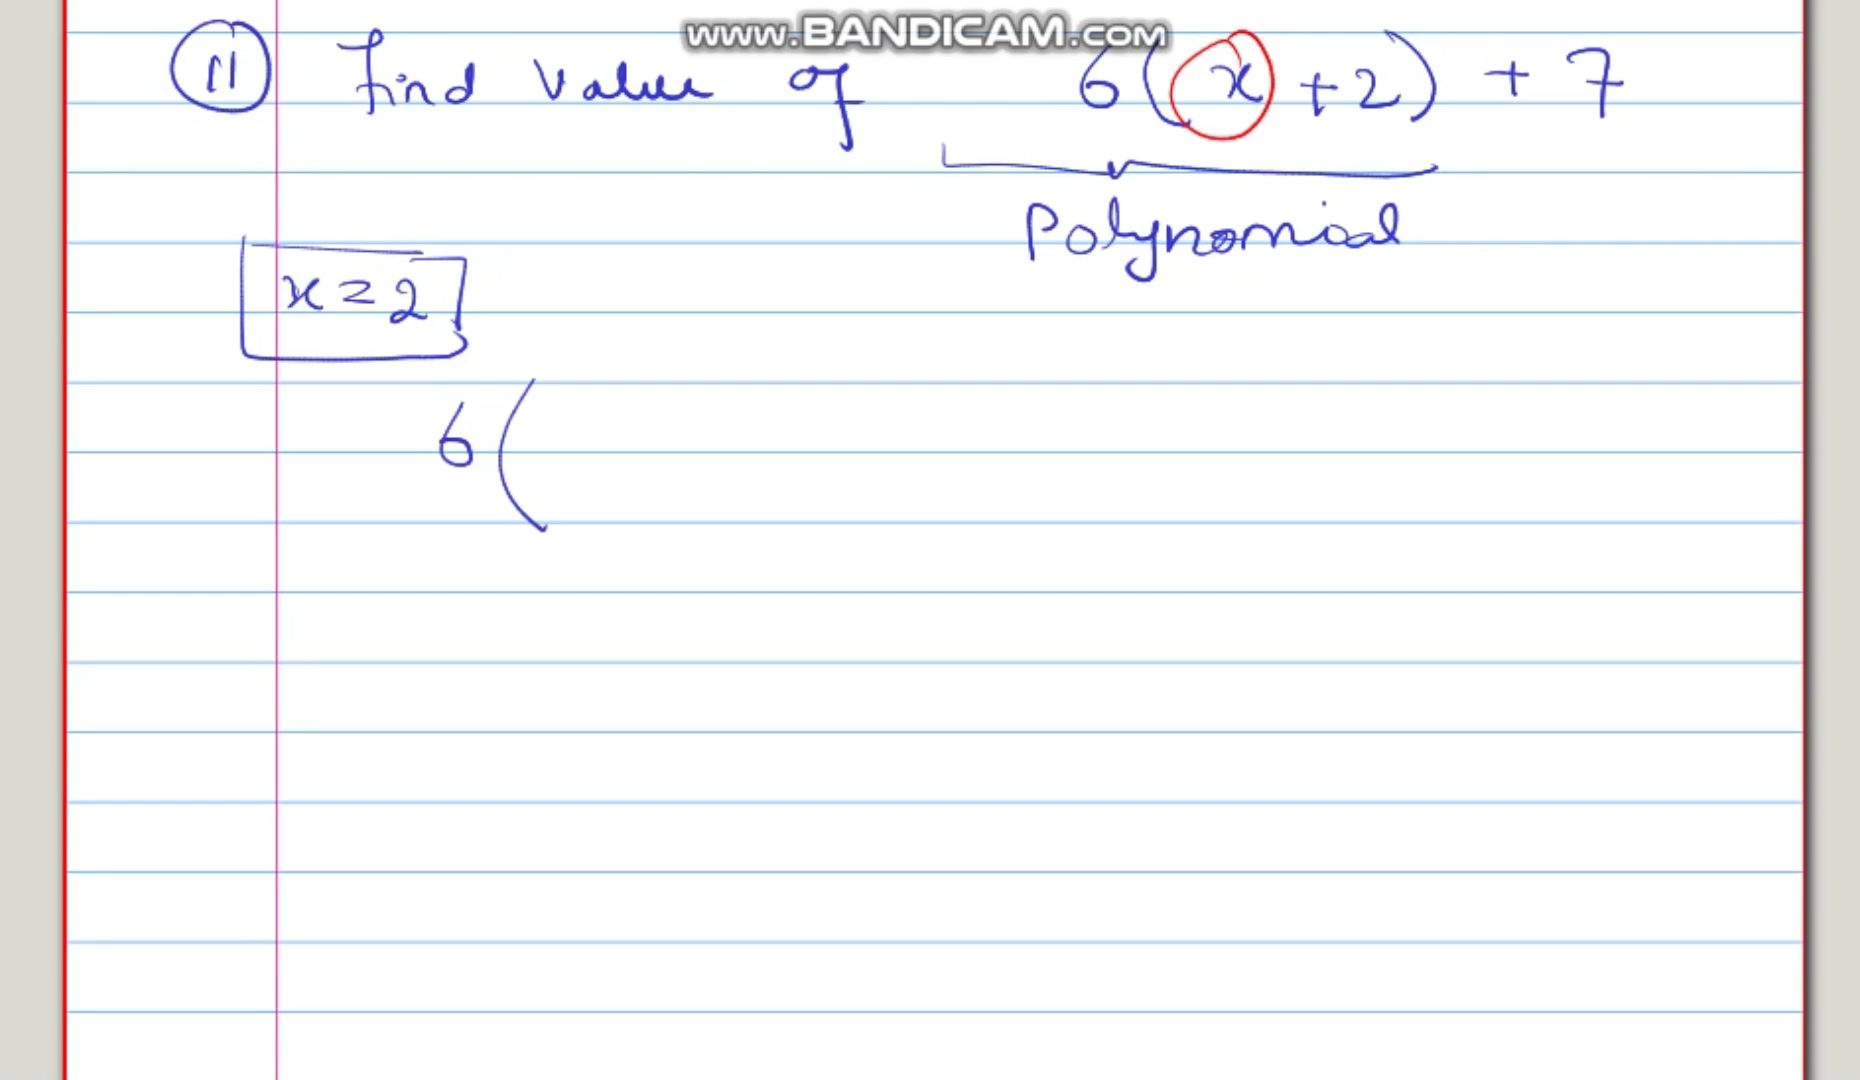 www.BANDICAM.com
11 Find Value of 6(x+2) + 7
Polynomial
x = 2
6(